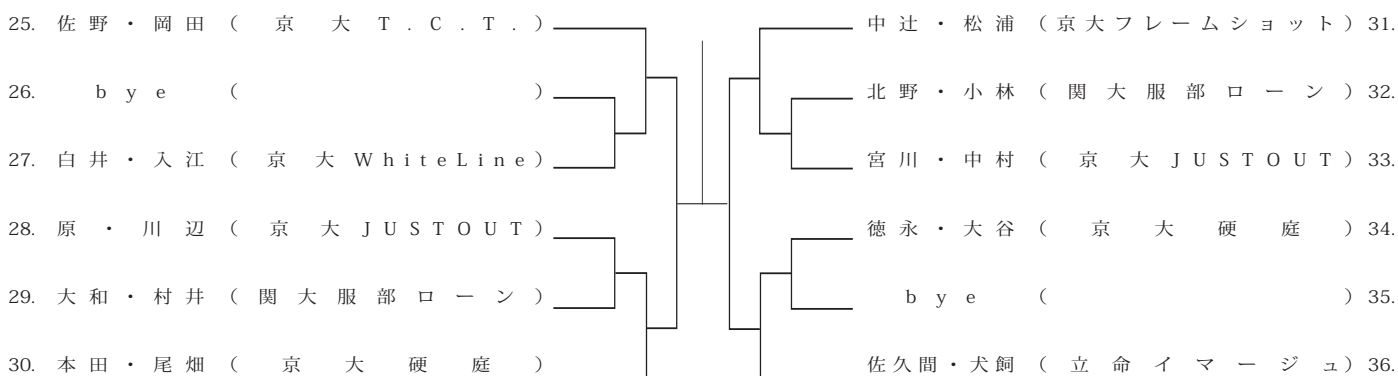 25. 佐野・岡田 ( 京大T.C.T. )
26. bye ( )
27. 白井・入江 ( 京大WhiteLine )
28. 原・川辺 ( 京大JUSTOUT )
29. 大和・村井 ( 関大服部ローン )
30. 本田・尾畑 ( 京大硬庭 )
中辻・松浦 ( 京大フレームショット ) 31.
北野・小林 ( 関大服部ローン ) 32.
宮川・中村 ( 京大JUSTOUT ) 33.
徳永・大谷 ( 京大硬庭 ) 34.
bye ( ) 35.
佐久間・犬飼 ( 立命イマージュ ) 36.